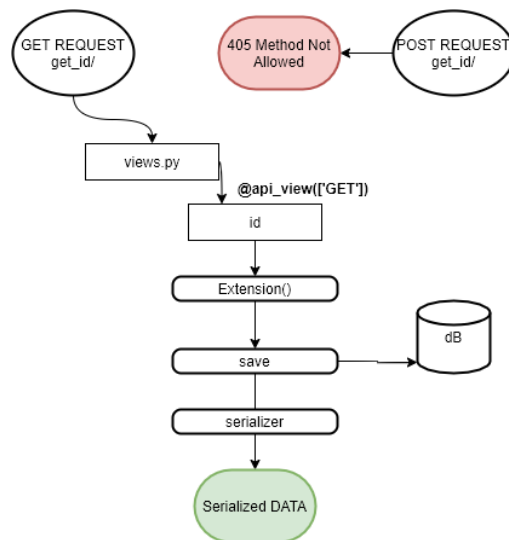 GET REQUEST
get_id/
405 Method Not
Allowed
POST REQUEST
get_id/
views.py
@api_view(['GET'])
id
Extension()
save
dB
serializer
Serialized DATA